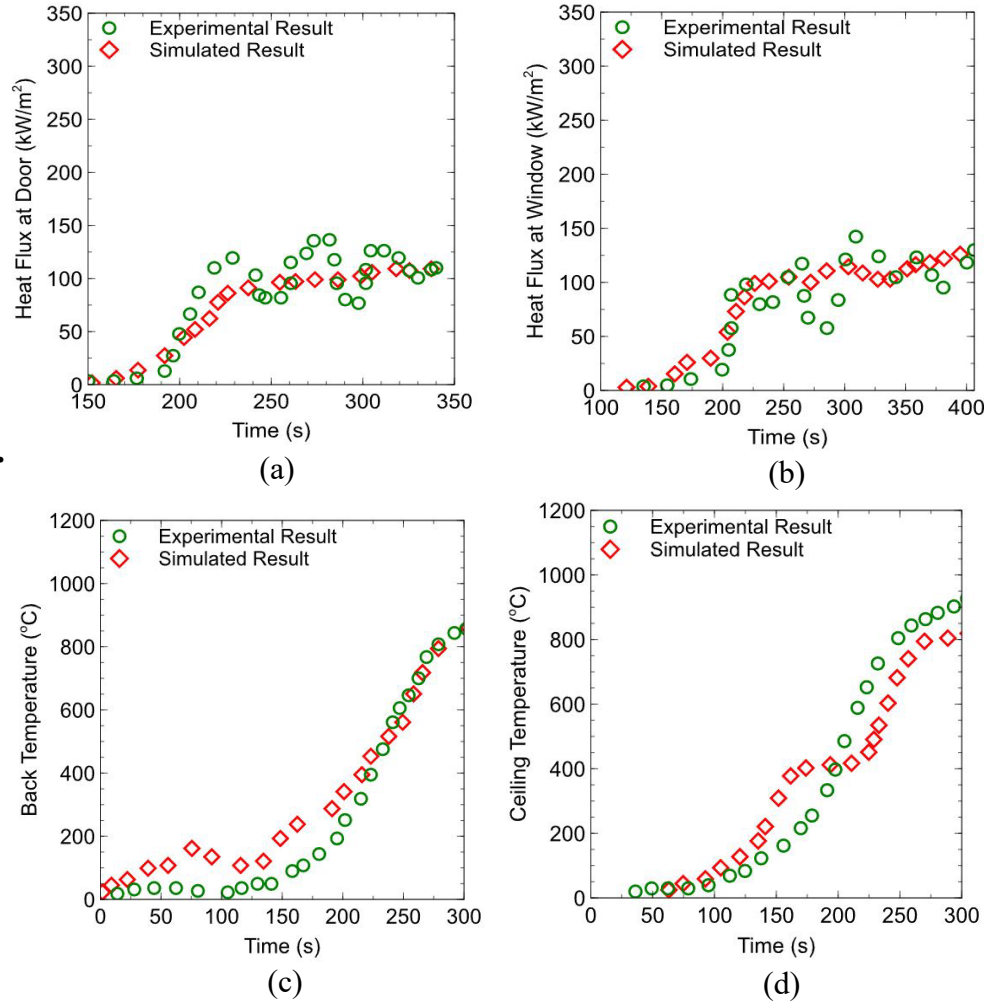 350
300
250
200
150
100
50
0
Heat Flux at Door (kW/m²)
Experimental Result
Simulated Result
150 200 250 300 350
Time (s)
(a)
350
300
250
200
150
100
50
0
Heat Flux at Window (kW/m²)
Experimental Result
Simulated Result
100 150 200 250 300 350 400
Time (s)
(b)
1200
1000
800
600
400
200
0
Back Temperature (°C)
Experimental Result
Simulated Result
0 50 100 150 200 250 300
Time (s)
(c)
1200
1000
800
600
400
200
0
Ceiling Temperature (°C)
Experimental Result
Simulated Result
0 50 100 150 200 250 300
Time (s)
(d)